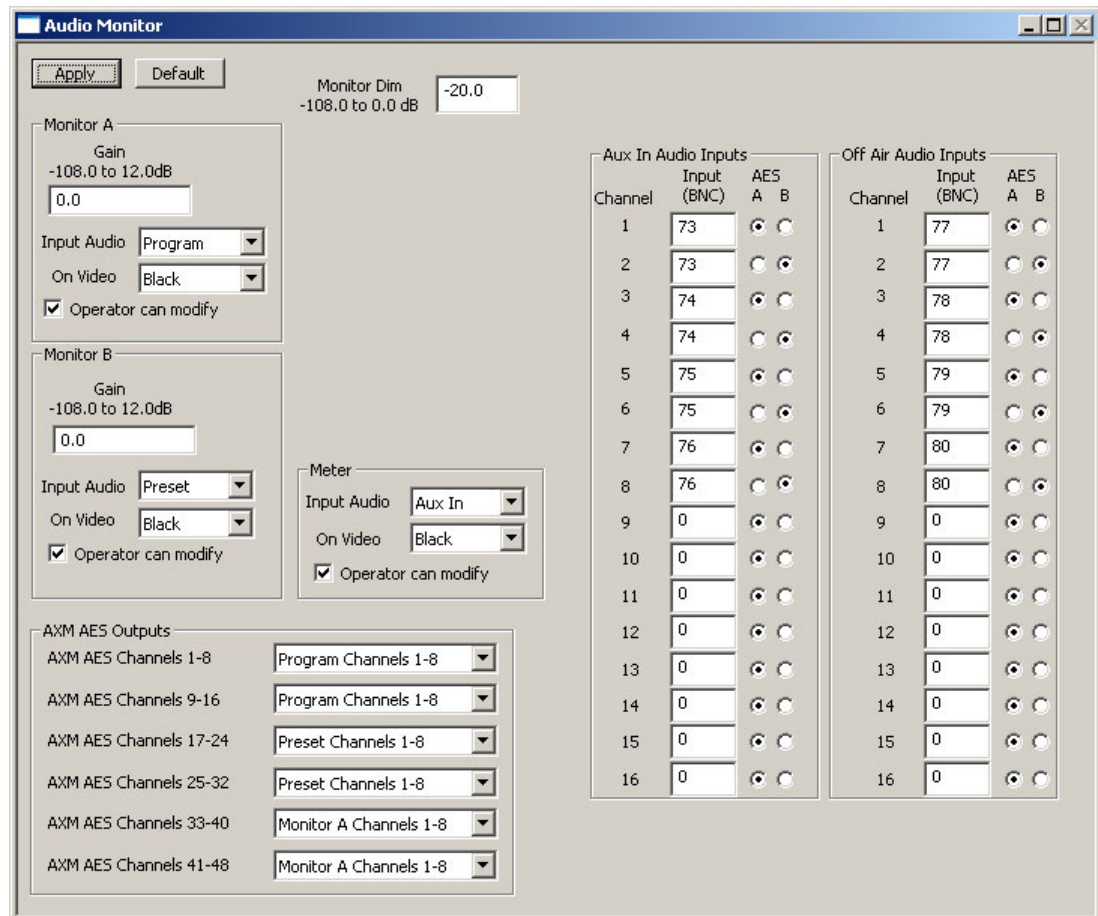 Audio Monitor
Apply Default
Monitor Dim
-108.0 to 0.0 dB
-20.0
Monitor A
Gain
-108.0 to 12.0dB
0.0
Input Audio Program
On Video Black
Operator can modify
Monitor B
Gain
-108.0 to 12.0dB
0.0
Input Audio Preset
On Video Black
Operator can modify
Meter
Input Audio Aux In
On Video Black
Operator can modify
AXM AES Outputs
AXM AES Channels 1-8 Program Channels 1-8
AXM AES Channels 9-16 Program Channels 1-8
AXM AES Channels 17-24 Preset Channels 1-8
AXM AES Channels 25-32 Preset Channels 1-8
AXM AES Channels 33-40 Monitor A Channels 1-8
AXM AES Channels 41-48 Monitor A Channels 1-8
Aux In Audio Inputs
Input AES
Channel (BNC) A B
1 73
2 73
3 74
4 74
5 75
6 75
7 76
8 76
9 0
10 0
11 0
12 0
13 0
14 0
15 0
16 0
Off Air Audio Inputs
Input AES
Channel (BNC) A B
1 77
2 77
3 78
4 78
5 79
6 79
7 80
8 80
9 0
10 0
11 0
12 0
13 0
14 0
15 0
16 0